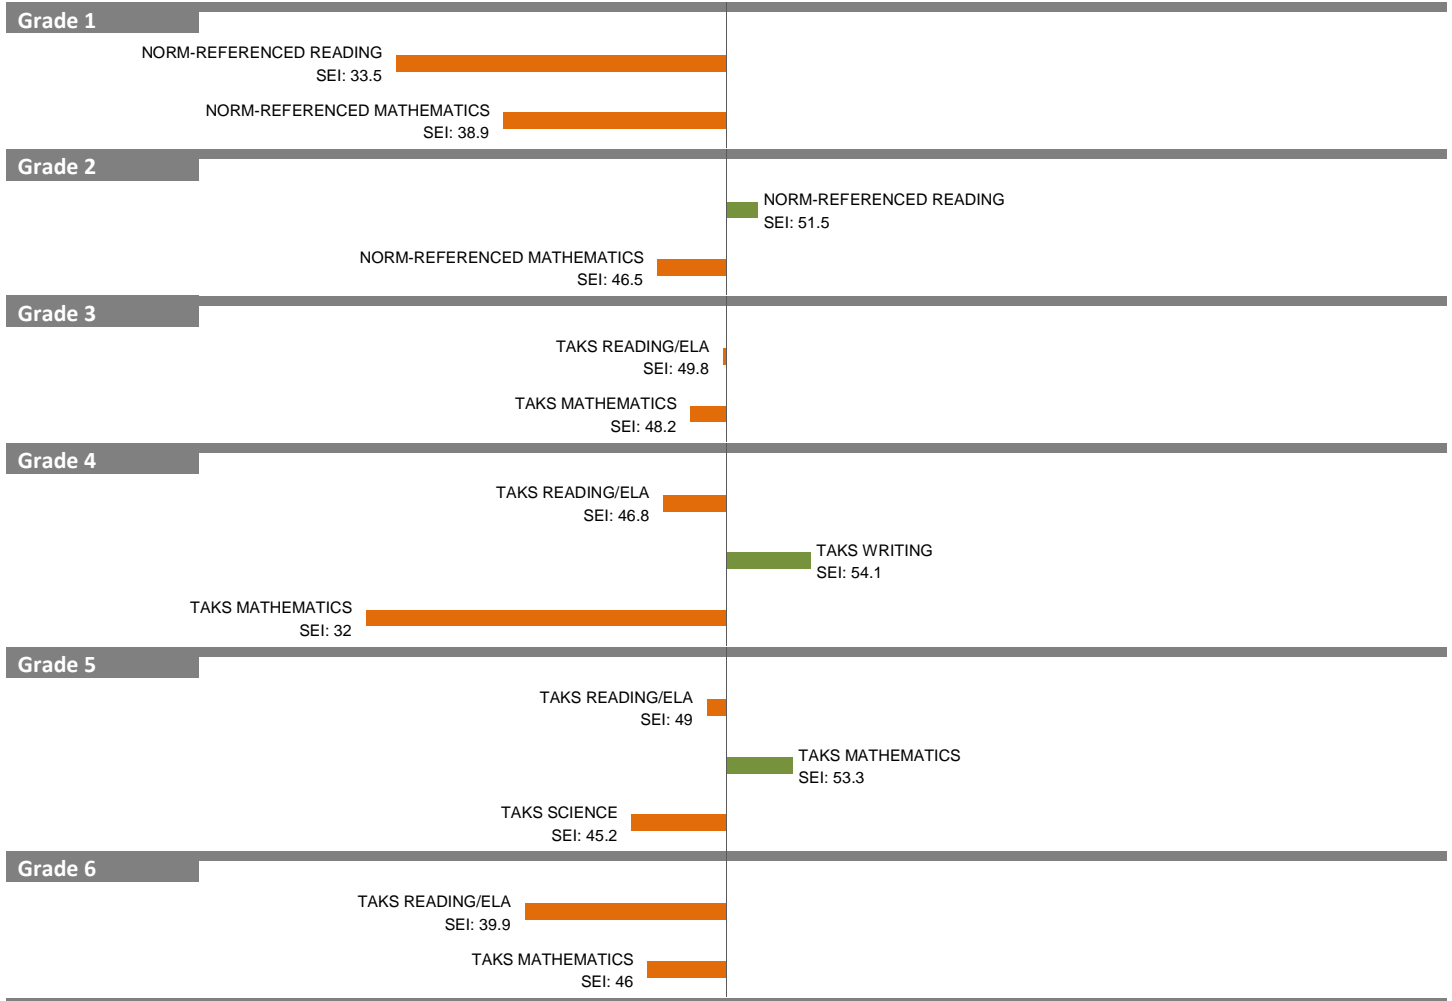 Grade 1
NORM-REFERENCED READING
SEI: 33.5
NORM-REFERENCED MATHEMATICS
SEI: 38.9
Grade 2
NORM-REFERENCED READING
SEI: 51.5
NORM-REFERENCED MATHEMATICS
SEI: 46.5
Grade 3
TAKS READING/ELA
SEI: 49.8
TAKS MATHEMATICS
SEI: 48.2
Grade 4
TAKS READING/ELA
SEI: 46.8
TAKS WRITING
SEI: 54.1
TAKS MATHEMATICS
SEI: 32
Grade 5
TAKS READING/ELA
SEI: 49
TAKS MATHEMATICS
SEI: 53.3
TAKS SCIENCE
SEI: 45.2
Grade 6
TAKS READING/ELA
SEI: 39.9
TAKS MATHEMATICS
SEI: 46